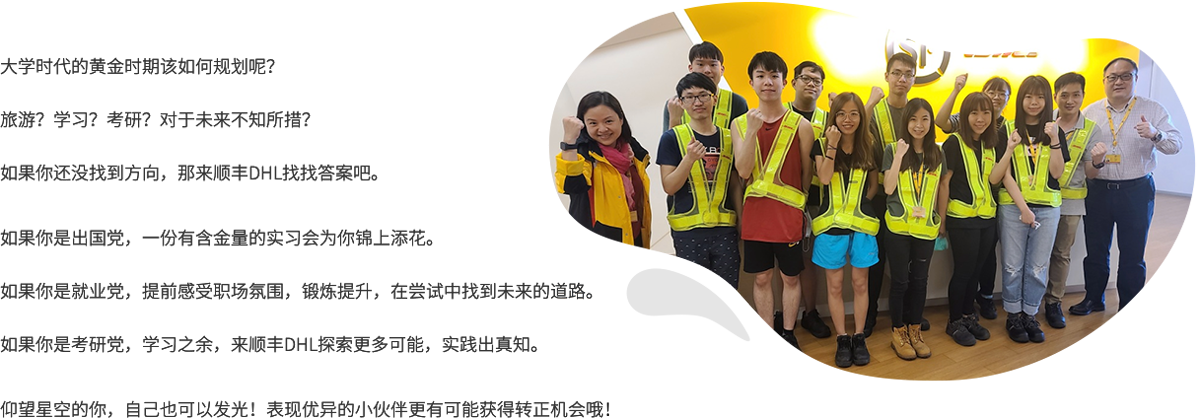 大学时代的黄金时期该如何规划呢？
旅游？学习？考研？对于未来不知所措？
如果你还没找到方向，那来顺丰DHL找找答案吧。
如果你是出国党，一份有含金量的实习会为你锦上添花。
如果你是就业党，提前感受职场氛围，锻炼提升，在尝试中找到未来的道路。
如果你是考研党，学习之余，来顺丰DHL探索更多可能，实践出真知。
仰望星空的你，自己也可以发光！表现优异的小伙伴更有可能获得转正机会哦！